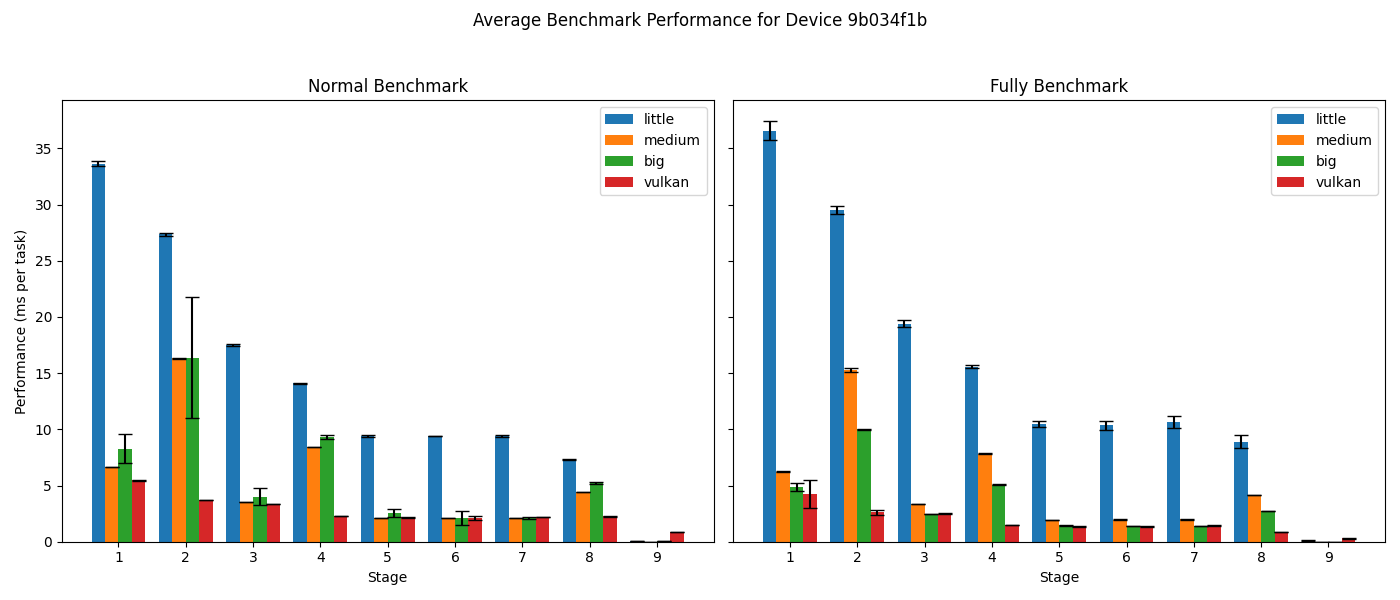 Average Benchmark Performance for Device 9b034f1b
Normal Benchmark
Performance (ms per task)
35
30
25
20
15
10
5
0
little
medium
big
vulkan
1 2 3 4 5 6 7 8 9
Stage
Fully Benchmark
little
medium
big
vulkan
1 2 3 4 5 6 7 8 9
Stage